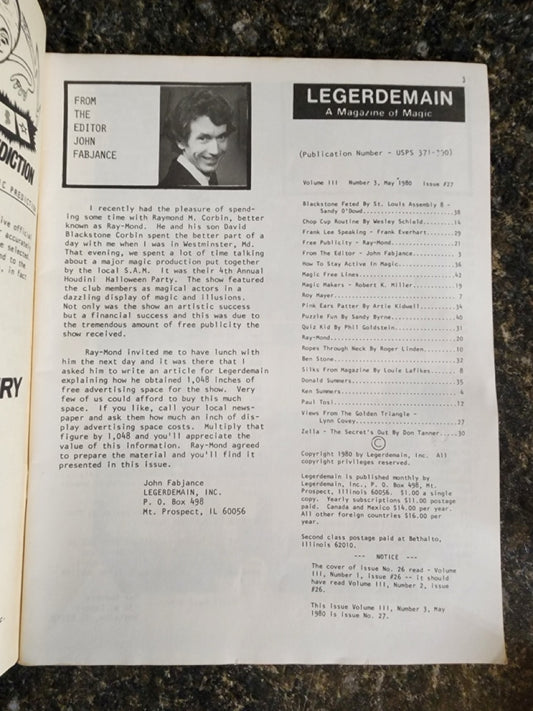 DICTION
C PREDICTION
ive official
accurately
e selected
nd to the
in fact
RY
FROM
THE
EDITOR
JOHN
FABJANCE
I recently had the pleasure of spend-
ing some time with Raymond M. Corbin, better
known as Ray-Mond. He and his son David
Blackstone Corbin spent the better part of a
day with me when I was in Westminster, Md.
That evening, we spent a lot of time talking
about a major magic production put together
by the local S.A.M. It was their 4th Annual
Houdini Halloween Party. The show featured
the club members as magical actors in a
dazzling display of magic and illusions.
Not only was the show an artistic success
but a financial success and this was due to
the tremendous amount of free publicity the
show received.
Ray-Mond invited me to have lunch with
him the next day and it was there that I
asked him to write an article for Legerdemain
explaining how he obtained 1,048 inches of
free advertising space for the show. Very
few of us could afford to buy this much
space. If you like, call your local news-
paper and ask them how much an inch of dis-
play advertising space costs. Multiply that
figure by 1,048 and you'll appreciate the
value of this information. Ray-Mond agreed
to prepare the material and you'll find it
presented in this issue.
John Fabjance
LEGERDEMAIN, INC.
P. O. Box 498
Mt. Prospect, IL 60056
3
LEGERDEMAIN
A Magazine of Magic
(Publication Number - USPS 371-390)
Volume III Number 3, May 1980 Issue #27
Blackstone Feted By St. Louis Assembly 8 -
Sandy O'Dowd..........................38
Chop Cup Routine By Wesley Schield.......14
Frank Lee Speaking - Frank Everhart......29
Free Publicity - Ray-Mond................21
From The Editor - John Fabjance.......... 3
How To Stay Active In Magic..............36
Magic Free Lines.........................42
Magic Makers - Robert K. Miller..........19
Roy Mayer................................ 7
Pink Ears Patter By Artie Kidwell........34
Puzzle Fun By Sandy Byrne................40
Quiz Kid By Phil Goldstein...............31
Ray-Mond.................................20
Ropes Through Neck By Roger Linden.......10
Ben Stone................................32
Silks From Magazine By Louie Lafikes..... 8
Donald Summers...........................35
Ken Summers.............................. 4
Paul Tosi................................12
Views From The Golden Triangle -
Lynn Covey............................27
Zella - The Secret's Out By Don Tanner...30
©
Copyright 1980 by Legerdemain, Inc. All
copyright privileges reserved.
Legerdemain is published monthly by
Legerdemain, Inc., P. O. Box 498, Mt.
Prospect, Illinois 60056. $1.00 a single
copy. Yearly subscriptions $11.00 postage
paid. Canada and Mexico $14.00 per year.
All other foreign countries $16.00 per
year.
Second class postage paid at Bethalto,
Illinois 62010.
--- NOTICE ---
The cover of issue No. 26 read - Volume
III, Number 1, Issue #26 -- it should
have read Volume III, Number 2, Issue
#26.
This Issue Volume III, Number 3, May
1980 is Issue No. 27.